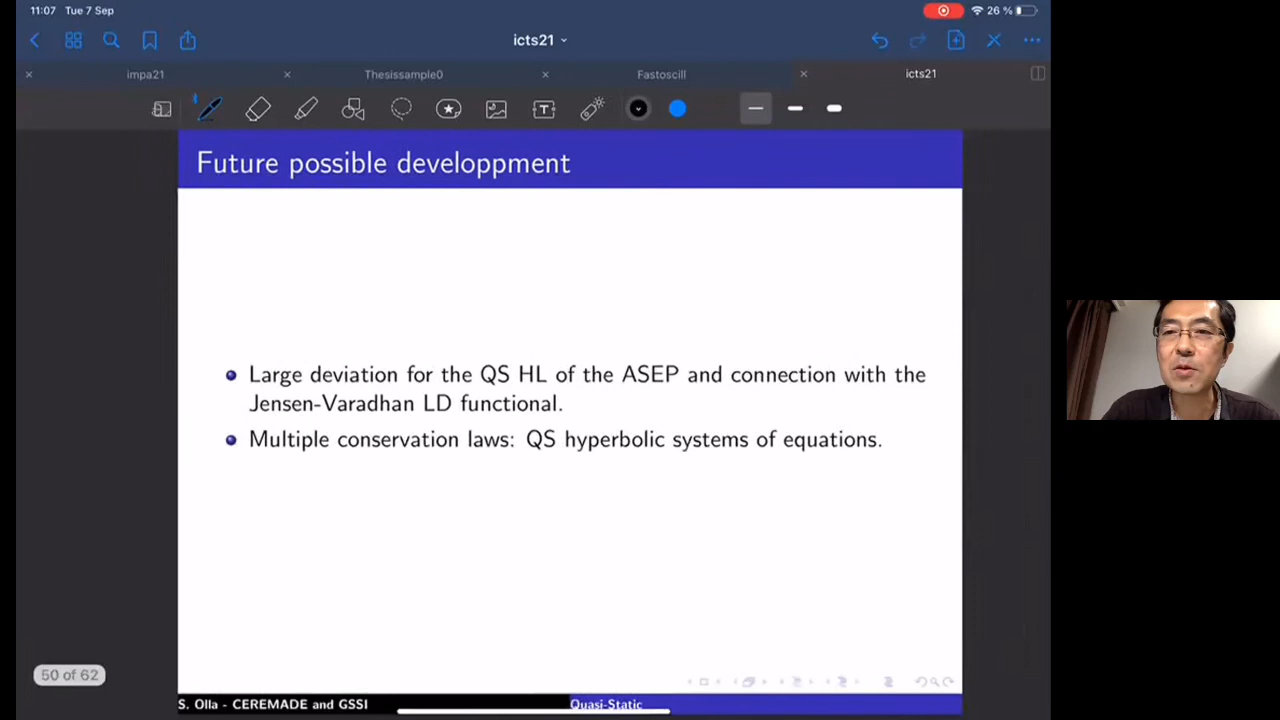 11:07 Tue 7 Sep
26 %
icts21
impa21
Thesissample0
Fastoscill
icts21
T
Future possible developpment
Large deviation for the QS HL of the ASEP and connection with the
Jensen-Varadhan LD functional.
Multiple conservation laws: QS hyperbolic systems of equations.
50 of 62
S. Olla - CEREMADE and GSSI
Quasi-Static